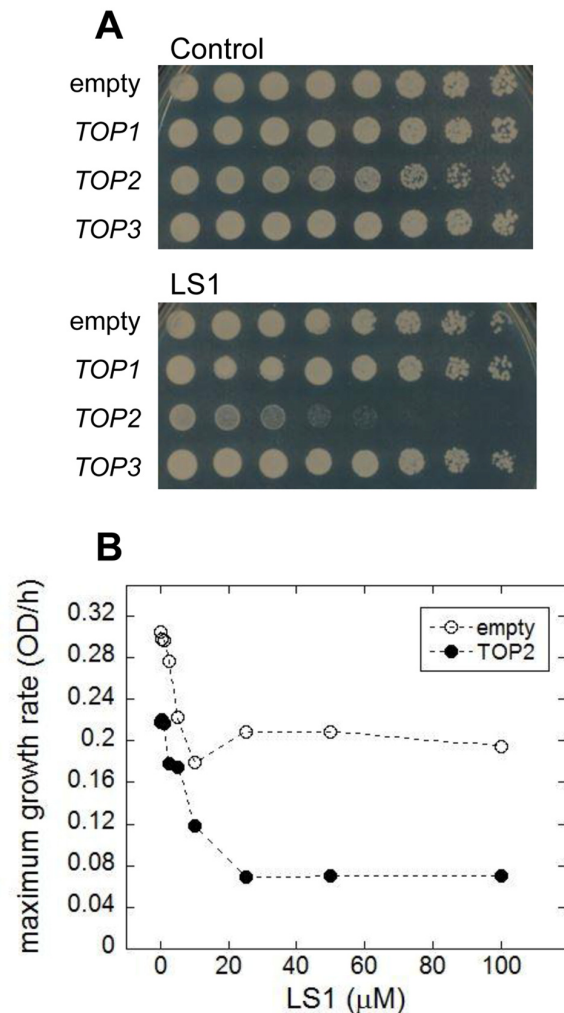 A
Control
empty
TOP1
TOP2
TOP3
LS1
empty
TOP1
TOP2
TOP3
B
maximum growth rate (OD/h)
0.32
0.28
0.24
0.2
0.16
0.12
0.08
0.04
0
empty
TOP2
0 20 40 60 80 100
LS1 (μM)